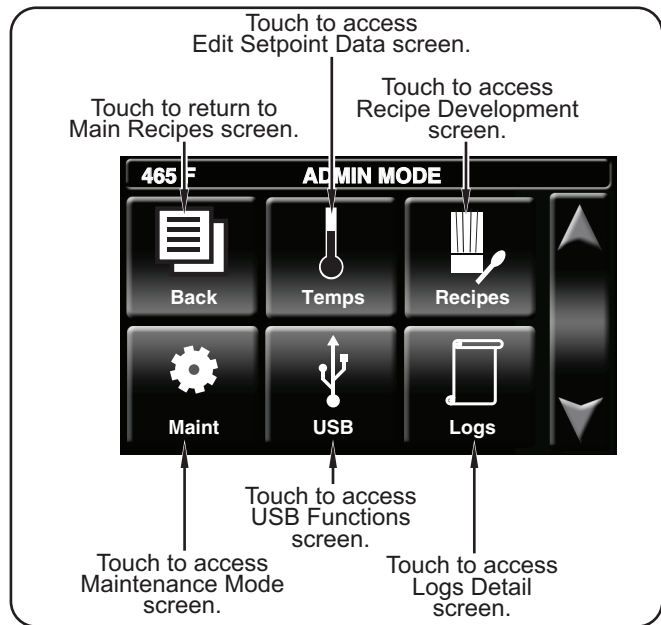 Touch to access
Edit Setpoint Data screen.
Touch to access
Recipe Development
screen.
Touch to return to
Main Recipes screen.
465 F
ADMIN MODE
Back
Temps
Recipes
Maint
USB
Logs
Touch to access
USB Functions
screen.
Touch to access
Maintenance Mode
screen.
Touch to access
Logs Detail
screen.